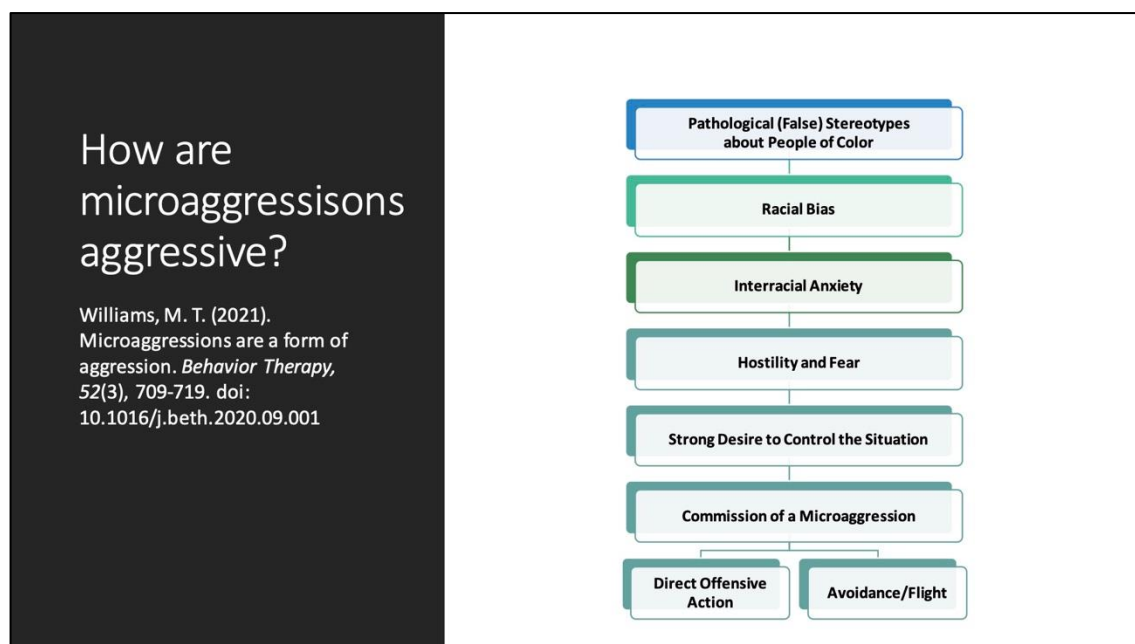 How are
microaggressisons
aggressive?
Williams, M. T. (2021).
Microaggressions are a form of
aggression. Behavior Therapy,
52(3), 709-719. doi:
10.1016/j.beth.2020.09.001
Pathological (False) Stereotypes
about People of Color
Racial Bias
Interracial Anxiety
Hostility and Fear
Strong Desire to Control the Situation
Commission of a Microaggression
Direct Offensive
Action
Avoidance/Flight